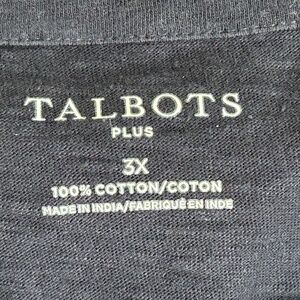 TALBOTS
PLUS
3X
100% COTTON/COTON
MADE IN INDIA/FABRIQUÉ EN INDE